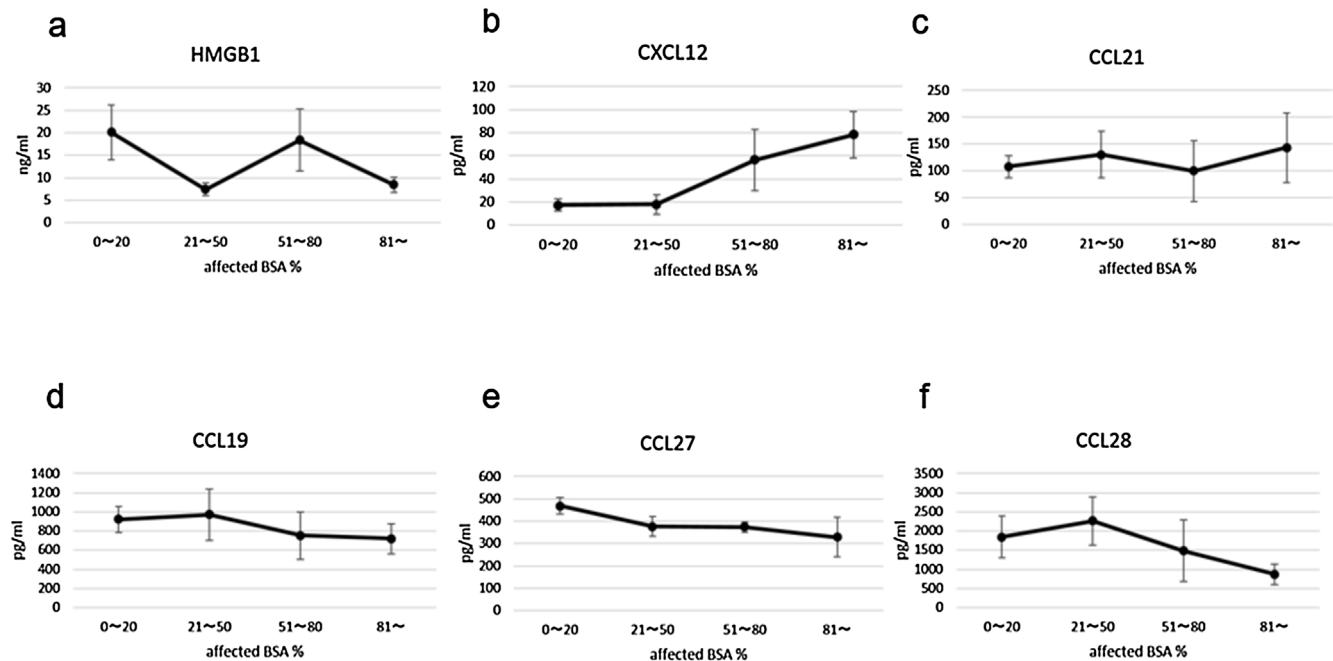 a
HMGB1
30
25
20
15
10
5
0
ng/ml
0～20 21～50 51～80 81～
affected BSA %
b
CXCL12
120
100
80
60
40
20
0
pg/ml
0～20 21～50 51～80 81～
affected BSA %
c
CCL21
250
200
150
100
50
0
pg/ml
0～20 21～50 51～80 81～
affected BSA %
d
CCL19
1400
1200
1000
800
600
400
200
0
pg/ml
0～20 21～50 51～80 81～
affected BSA %
e
CCL27
600
500
400
300
200
100
0
pg/ml
0～20 21～50 51～80 81～
affected BSA %
f
CCL28
3500
3000
2500
2000
1500
1000
500
0
pg/ml
0～20 21～50 51～80 81～
affected BSA %